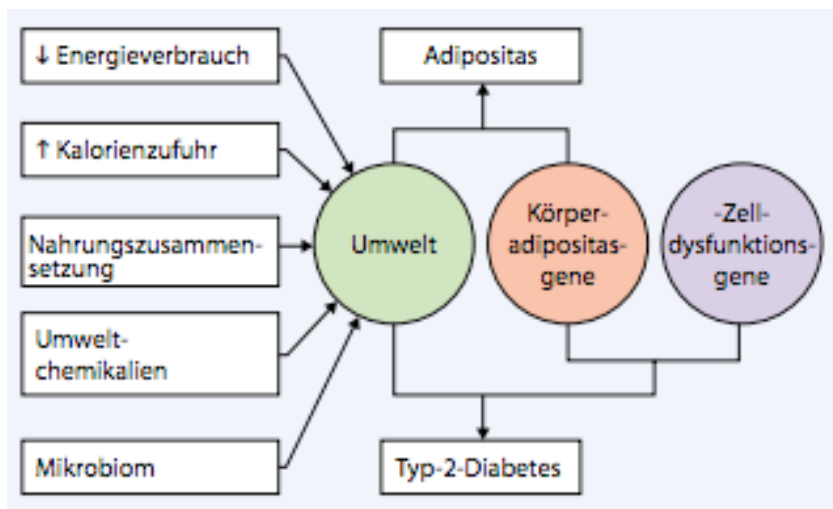 ↓ Energieverbrauch
Adipositas
↑ Kalorienzufuhr
Nahrungszusammen-
setzung
Umwelt
Körper-
adipositas-
gene
-Zell-
dysfunktions-
gene
Umwelt-
chemikalien
Mikrobiom
Typ-2-Diabetes